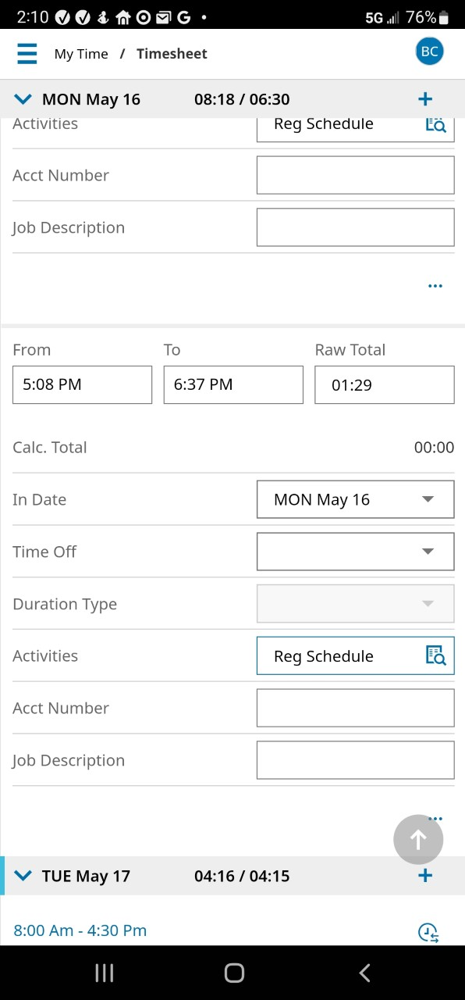 2:10
5G 76%
My Time / Timesheet
BC
MON May 16 08:18 / 06:30 +
Activities Reg Schedule
Acct Number
Job Description
...
From To Raw Total
5:08 PM 6:37 PM 01:29
Calc. Total 00:00
In Date MON May 16
Time Off
Duration Type
Activities Reg Schedule
Acct Number
Job Description
...
TUE May 17 04:16 / 04:15 +
8:00 Am - 4:30 Pm